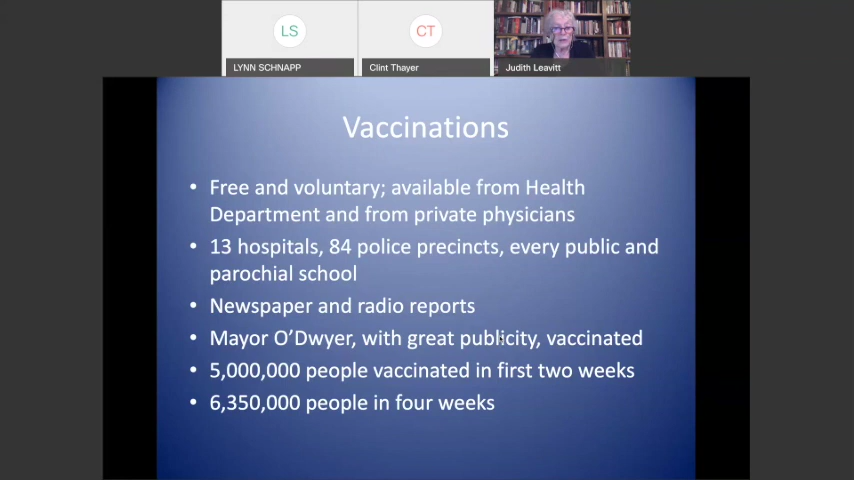 LS
CT
LYNN SCHNAPP
Clint Thayer
Judith Leavitt
Vaccinations
• Free and voluntary; available from Health
Department and from private physicians
• 13 hospitals, 84 police precincts, every public and
parochial school
• Newspaper and radio reports
• Mayor O’Dwyer, with great publicity, vaccinated
• 5,000,000 people vaccinated in first two weeks
• 6,350,000 people in four weeks